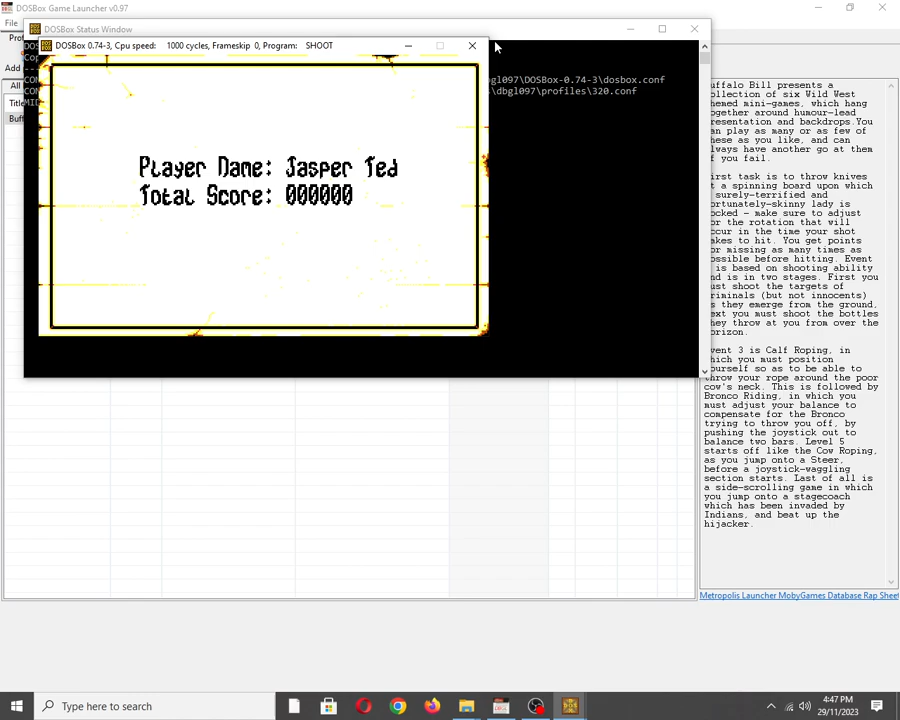 DOSBox Game Launcher v0.97
File
DOSBox Status Window
DOSBox 0.74-3, Cpu speed: 1000 cycles, Frameskip 0, Program: SHOOT
Player Name: Jasper Ted
Total Score: 000000
bgl097\DOSBox-0.74-3\dosbox.conf
\dbgl097\profiles\320.conf
Add
All
Title
Buff
uffalo Bill presents a
ollection of six Wild West
hemed mini-games, which hang
ogether around humour-lead
resentation and backdrops.You
an play as many or as few of
hese as you like, and can
lways have another go at them
f you fail.
irst task is to throw knives
t a spinning board upon which
surely-terrified and
ortunately-skinny lady is
ocked - make sure to adjust
or the rotation that will
occur in the time your shot
akes to hit. You get points
or missing as many times as
ossible before hitting. Event
is based on shooting ability
nd is in two stages. First you
ust shoot the targets of
riminals (but not innocents)
s they emerge from the ground,
ext you must shoot the bottles
hey throw at you from over the
orizon.
vent 3 is Calf Roping, in
hich you must position
ourself so as to be able to
throw your rope around the poor
cow's neck. This is followed by
Bronco Riding, in which you
must adjust your balance to
compensate for the Bronco
trying to throw you off, by
pushing the joystick out to
balance two bars. Level 5
starts off like the Cow Roping,
as you jump onto a Steer,
before a joystick-waggling
section starts. Last of all is
a side-scrolling game in which
you jump onto a stagecoach
which has been invaded by
Indians, and beat up the
hijacker.
Metropolis Launcher MobyGames Database Rap Sheet
Type here to search
4:47 PM
29/11/2023